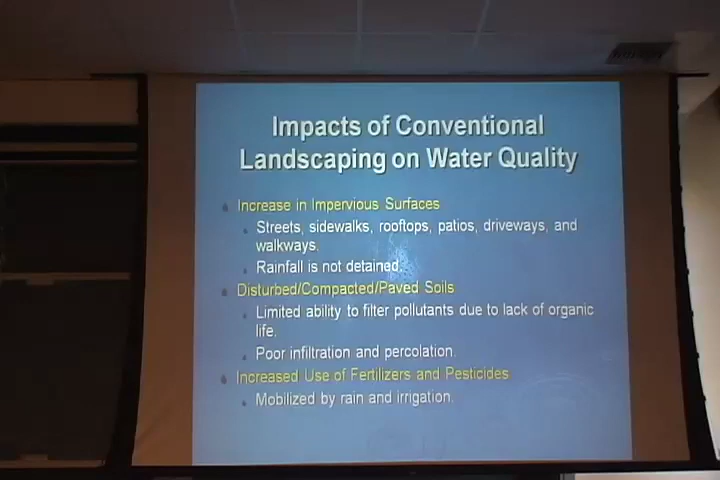 Impacts of Conventional
Landscaping on Water Quality
Increase in Impervious Surfaces
Streets, sidewalks, rooftops, patios, driveways, and
walkways.
Rainfall is not detained.
Disturbed/Compacted/Paved Soils
Limited ability to filter pollutants due to lack of organic
life.
Poor infiltration and percolation.
Increased Use of Fertilizers and Pesticides
Mobilized by rain and irrigation.